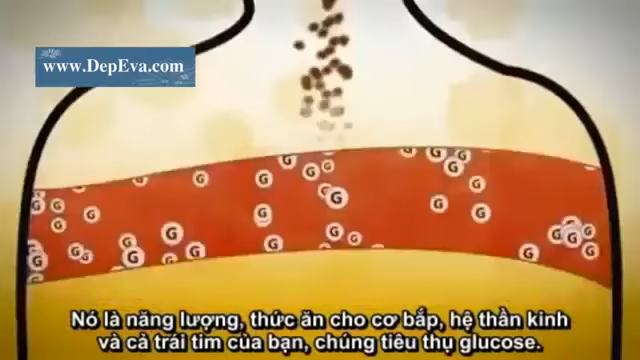 www.DepEva.com
G G G G G G G G G G G G G G G G G G G G G G G G G G G G G
Nó là năng lượng, thức ăn cho cơ bắp, hệ thần kinh
và cả trái tim của bạn, chúng tiêu thụ glucose.